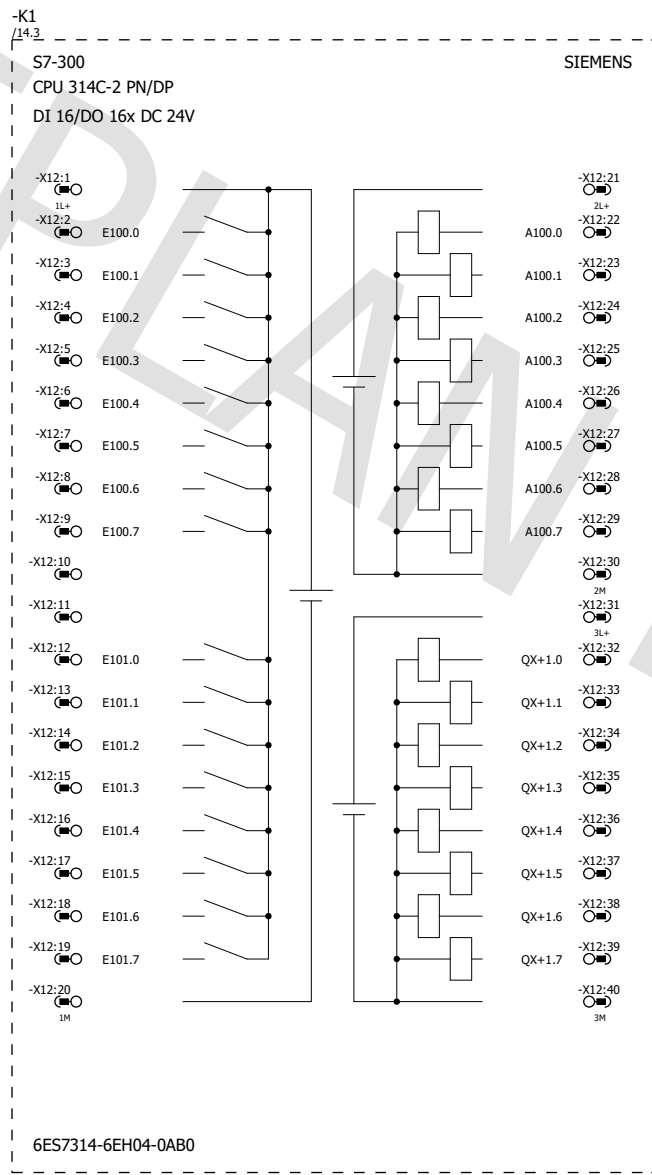 -K1
/14.3
S7-300 SIEMENS
CPU 314C-2 PN/DP
DI 16/DO 16x DC 24V
-X12:1 -X12:21
1L+ 2L+
-X12:2 E100.0 A100.0 -X12:22
-X12:3 E100.1 A100.1 -X12:23
-X12:4 E100.2 A100.2 -X12:24
-X12:5 E100.3 A100.3 -X12:25
-X12:6 E100.4 A100.4 -X12:26
-X12:7 E100.5 A100.5 -X12:27
-X12:8 E100.6 A100.6 -X12:28
-X12:9 E100.7 A100.7 -X12:29
-X12:10 -X12:30
2M
-X12:11 -X12:31
3L+
-X12:12 E101.0 QX+1.0 -X12:32
-X12:13 E101.1 QX+1.1 -X12:33
-X12:14 E101.2 QX+1.2 -X12:34
-X12:15 E101.3 QX+1.3 -X12:35
-X12:16 E101.4 QX+1.4 -X12:36
-X12:17 E101.5 QX+1.5 -X12:37
-X12:18 E101.6 QX+1.6 -X12:38
-X12:19 E101.7 QX+1.7 -X12:39
-X12:20 -X12:40
1M 3M
6ES7314-6EH04-0AB0